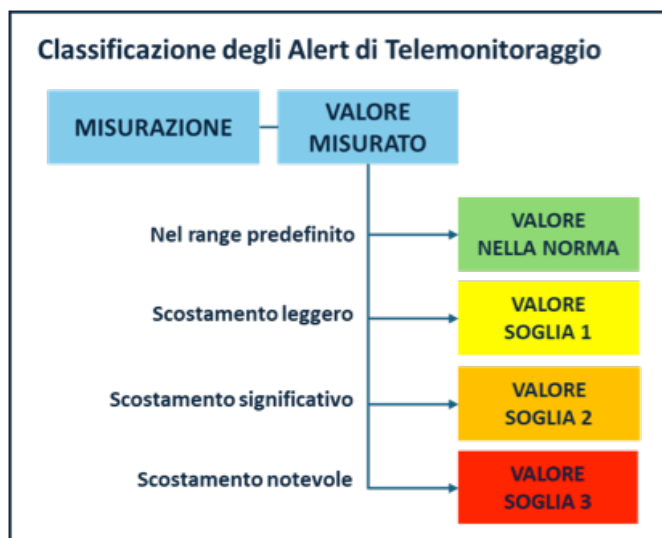 Classificazione degli Alert di Telemonitoraggio
MISURAZIONE
VALORE
MISURATO
Nel range predefinito
VALORE
NELLA NORMA
Scostamento leggero
VALORE
SOGLIA 1
Scostamento significativo
VALORE
SOGLIA 2
Scostamento notevole
VALORE
SOGLIA 3